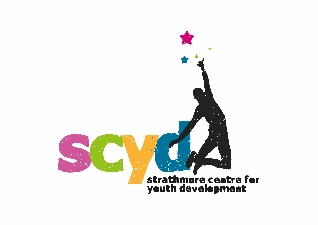 scyd
strathmore centre for
youth development